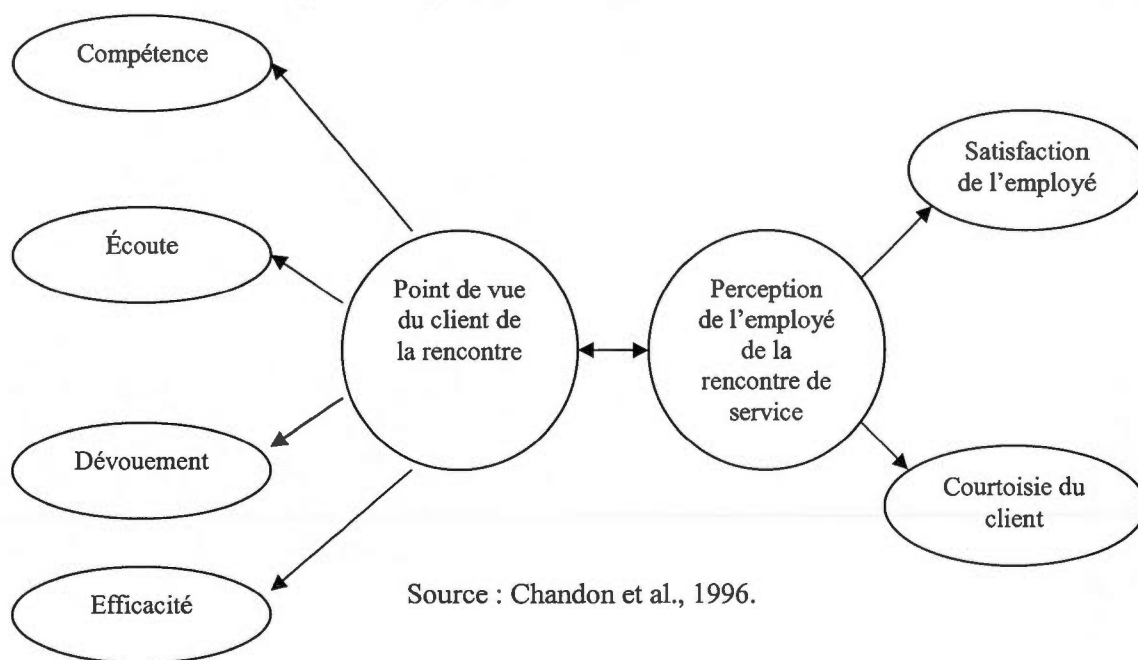 Compétence
Écoute
Dévouement
Efficacité
Point de vue
du client de
la rencontre
Perception
de l'employé
de la
rencontre de
service
Satisfaction
de l'employé
Courtoisie du
client
Source : Chandon et al., 1996.